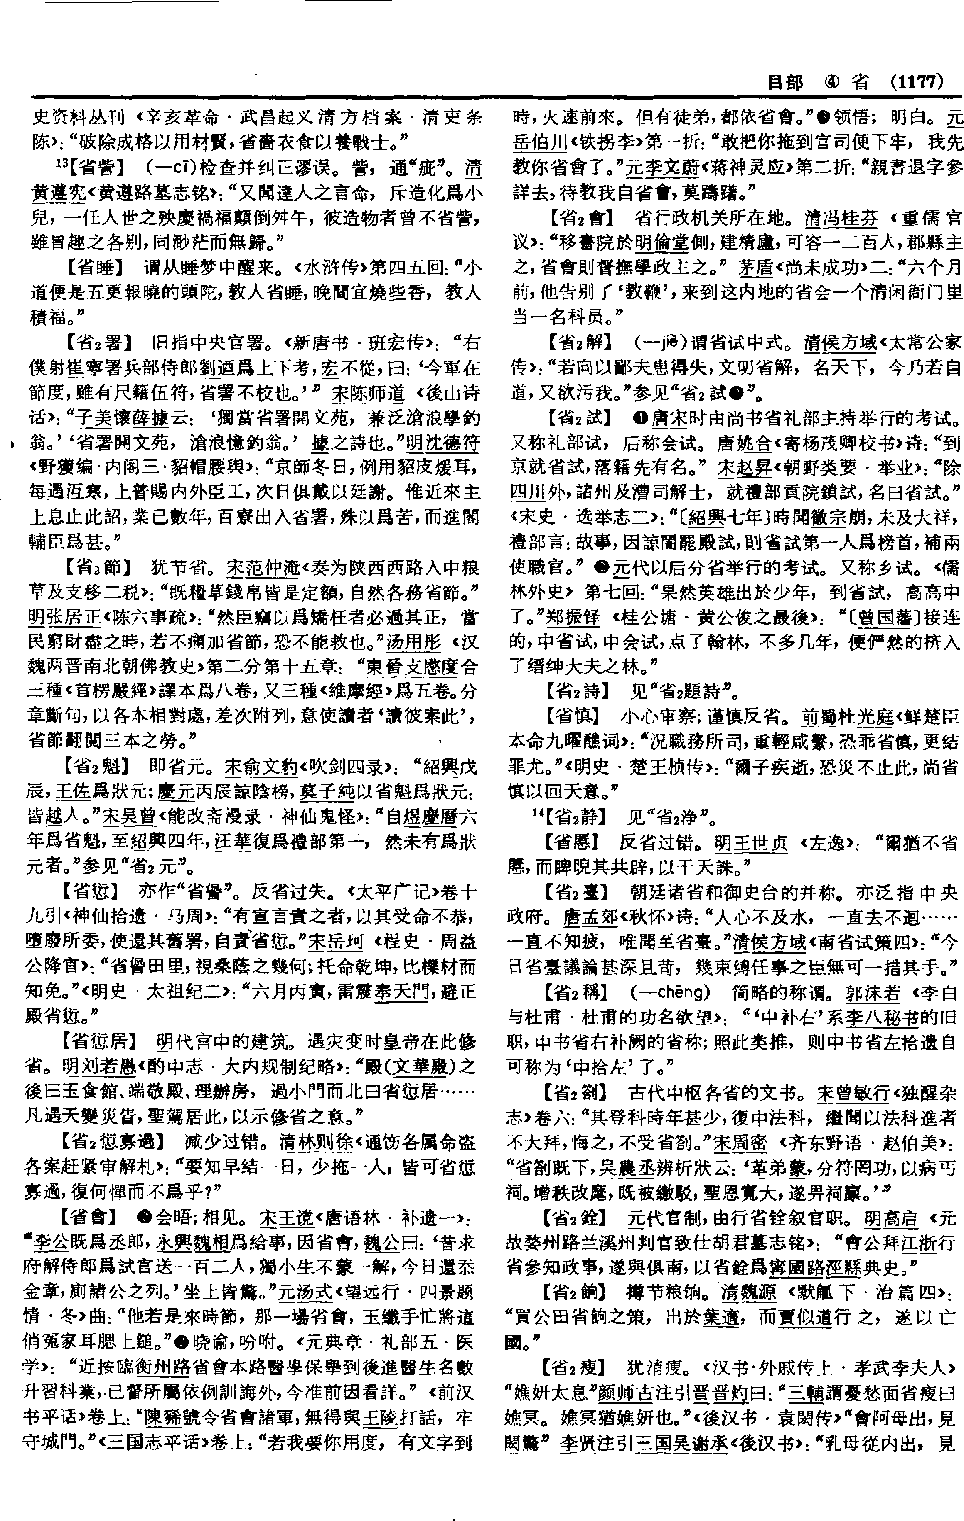 目部 ④ 省 (1177)
史资料丛刊《辛亥革命·武昌起义清方档案·清吏条
陈》：“破除成格以用材賢，省嗇衣食以養戰士。”
13【省訾】 (—cī)检查并纠正谬误。訾，通“疵”。清
黄遵宪《黄遵路墓志铭》：“又聞達人之言命，斥造化爲小
兒，一任人世之殃慶禍福顛倒舛午，彼造物者曾不省訾，
雖冒趣之各别，同渺茫而無歸。”
【省睡】 谓从睡梦中醒来。《水浒传》第四五回：“小
道便是五更報曉的頭陀，教人省睡，晚間宜燒些香，教人
積福。”
【省2署】 旧指中央官署。《新唐书·班宏传》：“右
僕射崔寧署兵部侍郎劉迺爲上下考，宏不從，曰：‘今軍在
節度，雖有尺籍伍符，省署不校也。’” 宋陈师道《後山诗
话》：“子美懷薛據云：‘獨當省署開文苑，兼泛滄浪學釣
翁。’‘省署開文苑，滄浪憶釣翁。’據之詩也。”明沈德符
《野獲编·内阁三·貂帽腰舆》：“京師冬日，例用貂皮煖耳，
每遇沍寒，上普賜内外臣工，次日俱戴以廷謝。惟近來主
上息止此詔，業已數年，百寮出入省署，殊以爲苦，而進閣
輔臣爲甚。”
【省3節】 犹节省。宋范仲淹《奏为陕西西路入中粮
草及支移二税》：“既糧草錢帛皆是定額，自然各務省節。”
明张居正《陈六事疏》：“然臣竊以爲矯枉者必過其正，當
民窮財盡之時，若不痛加省節，恐不能救也。”汤用彤《汉
魏两晋南北朝佛教史》第二分第十五章：“東晉支愍度合
三種《首楞嚴經》譯本爲八卷，又三種《維摩經》爲五卷。分
章斷句，以各本相對處，差次附列，意使讀者‘讀彼案此’，
省節翻閲三本之勞。”
【省2魁】 即省元。宋俞文豹《吹剑四录》：“紹興戊
辰，王佐爲狀元；慶元丙辰諒陰榜，莫子純以省魁爲狀元；
皆越人。”宋吴曾《能改斋漫录·神仙鬼怪》：“自煜慶曆六
年爲省魁，至紹興四年，汪華復爲禮部第一，然未有爲狀
元者。”参见“省2元”。
【省愆】 亦作“省諐”。反省过失。《太平广记》卷十
九引《神仙拾遗·马周》：“有宣言責之者，以其受命不恭，
墮廢所委，使還其舊署，自責省愆。”宋岳珂《桯史·周益
公降官》：“省諐田里，視桑蔭之幾何；托命乾坤，比樸材而
知免。”《明史·太祖纪二》：“六月丙寅，雷震奉天門，避正
殿省愆。”
【省愆居】 明代宫中的建筑。遇灾变时皇帝在此修
省。明刘若愚《酌中志·大内规制纪略》：“殿(文華殿)之
後曰玉食館、端敬殿、理辦房，過小門而北曰省愆居……
凡遇天變災眚，聖駕居此，以示修省之意。”
【省2愆寡過】 减少过错。清林则徐《通饬各属命盗
各案赶紧审解札》：“要知早結一日，少拖一人，皆可省愆
寡過，復何憚而不爲乎？”
【省會】 ❶会晤；相见。宋王谠《唐语林·补遗一》：
“李公既爲丞郎，永興魏相爲給事，因省會，魏公曰：‘昔求
府解侍郎爲試官送一百二人，獨小生不蒙一解，今日還忝
金章，廁諸公之列。’坐上皆驚。”元汤式《望远行·四景题
情·冬》曲：“他若是來時節，那一場省會，玉纖手忙將這
俏冤家耳腮上錐。”❷晓谕，吩咐。《元典章·礼部五·医
学》：“近按臨衡州路省會本路醫學保舉到後進醫生名數
升習科業，已督所屬依例訓誨外，今准前因看詳。”《前汉
书平话》卷上：“陳豨號令省會諸軍，無得與王陵打話，牢
守城門。”《三国志平话》卷上：“若我要你用度，有文字到
時，火速前來。但有徒弟，都依省會。”❸领悟；明白。元
岳伯川《铁拐李》第一折：“敢把你拖到官司便下牢，我先
教你省會了。”元李文蔚《蒋神灵应》第二折：“親書退字參
詳去，待教我自省會，莫躊躇。”
【省2會】 省行政机关所在地。清冯桂芬《重儒官
议》：“移書院於明倫堂側，建精廬，可容一二百人，郡縣主
之，省會則督撫學政主之。” 茅盾《尚未成功》二：“六个月
前，他告别了‘教鞭’，来到这内地的省会一个清闲衙门里
当一名科员。”
【省2解】 (—jiè)谓省试中式。清侯方域《太常公家
传》：“若向以鄙夫患得失，文叨省解，名天下，今乃若自
道，又欲污我。”参见“省2試❷”。
【省2試】 ❶唐宋时由尚书省礼部主持举行的考试。
又称礼部试，后称会试。唐姚合《寄杨茂卿校书》诗：“到
京就省試，落籍先有名。” 宋赵昇《朝野类要·举业》：“除
四川外，諸州及漕司解士，就禮部貢院鎖試，名曰省試。”
《宋史·选举志二》：“〔紹興七年〕時聞徽宗崩，未及大祥，
禮部言：故事，因諒闇罷殿試，則省試第一人爲榜首，補兩
使職官。” ❷元代以后分省举行的考试。又称乡试。《儒
林外史》第七回：“果然英雄出於少年，到省試，高高中
了。”郑振铎《桂公塘·黄公俊之最後》：“〔曾国藩〕接连
的，中省试，中会试，点了翰林，不多几年，便俨然的挤入
了缙绅大夫之林。”
【省2詩】 见“省2題詩”。
【省慎】 小心审察；谨慎反省。前蜀杜光庭《鲜楚臣
本命九曜醮词》：“況職務所司，重輕咸繫，恐乖省慎，更结
罪尤。”《明史·楚王桢传》：“爾子疾逝，恐災不止此，尚省
慎以回天意。”
14【省2静】 见“省2净”。
【省慝】 反省过错。明王世贞《左逸》：“爾猶不省
慝，而睥睨其共辟，以干天誅。”
【省2臺】 朝廷诸省和御史台的并称。亦泛指中央
政府。唐孟郊《秋怀》诗：“人心不及水，一直去不迴……
一直不知疲，唯聞至省臺。”清侯方域《南省试策四》：“今
日省臺議論甚深且苛，幾束縛任事之臣無可一措其手。”
【省2稱】 (—chēng) 简略的称谓。郭沫若《李白
与杜甫·杜甫的功名欲望》：“‘中补右’系李八秘书的旧
职，中书省右补阙的省称；照此类推，则中书省左拾遗自
可称为‘中拾左’了。”
【省2劄】 古代中枢各省的文书。宋曾敏行《独醒杂
志》卷六：“其登科時年甚少，復中法科，繼聞以法科進者
不大拜，悔之，不受省劄。”宋周密《齐东野语·赵伯美》：
“省劄既下，吳農丞辨析狀云：‘革弟蒙，分符罔功，以病丐
祠。增秩改麾，既被繳駁，聖恩寬大，遂畀祠廩。’”
【省2銓】 元代官制，由行省铨叙官职。明高启《元
故婺州路兰溪州判官致仕胡君墓志铭》：“會公拜江浙行
省參知政事，遂與俱南，以省銓爲寧國路涇縣典史。”
【省2餉】 撙节粮饷。清魏源《默觚下·治篇四》：
“買公田省餉之策，出於葉適，而賈似道行之，遂以亡
國。”
【省2瘦】 犹消瘦。《汉书·外戚传上·孝武李夫人》
“嫶妍太息”颜师古注引晋晋灼曰：“三輔謂憂愁面省瘦曰
嫶冥。嫶冥猶嫶妍也。”《後汉书·袁闳传》“會阿母出，見
閎驚” 李贤注引三国吴谢承《後汉书》：“乳母從内出，見